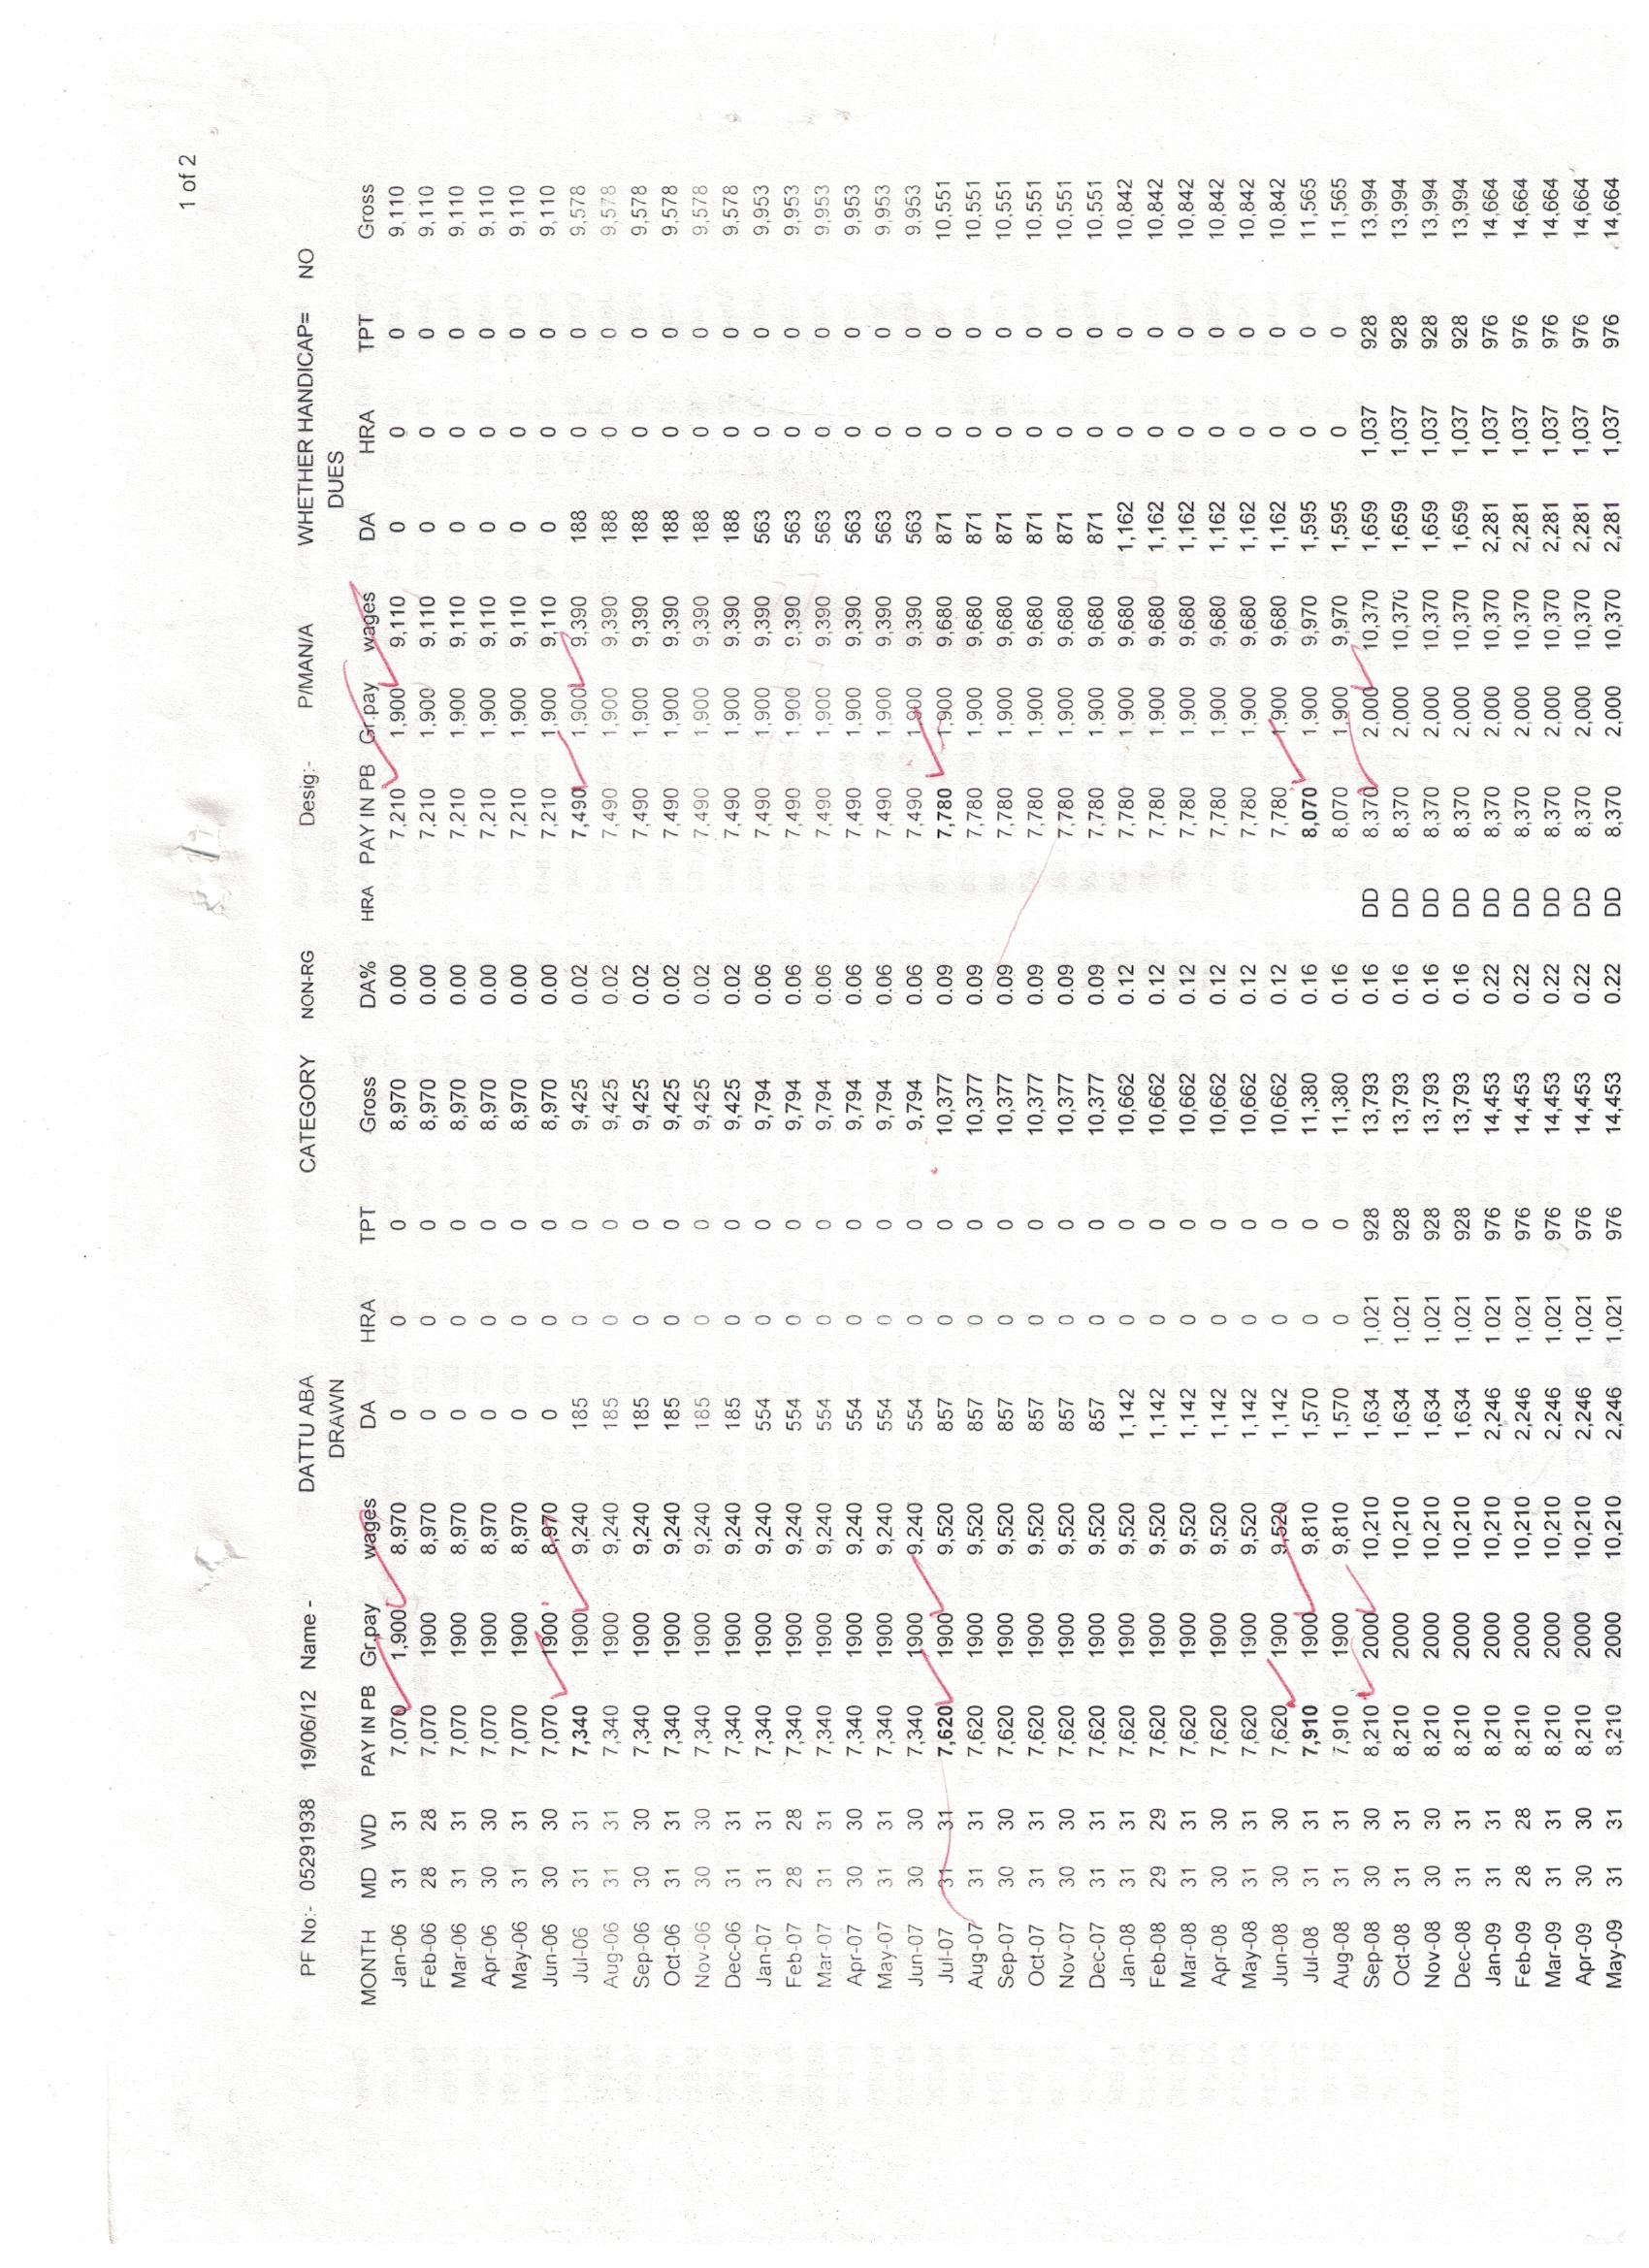 1 of 2
PF No:- 05291938 19/06/12 Name - DATTU ABA CATEGORY NON-RG Desig:- P/MAN/A WHETHER HANDICAP= NO
DRAWN DUES
MONTH MD WD PAY IN PB Gr.pay wages DA HRA TPT Gross DA% HRA PAY IN PB Gr.pay wages DA HRA TPT Gross
Jan-06 31 31 7,070 1,900 8,970 0 0 0 8,970 0.00 7,210 1,900 9,110 0 0 0 9,110
Feb-06 28 28 7,070 1900 8,970 0 0 0 8,970 0.00 7,210 1,900 9,110 0 0 0 9,110
Mar-06 31 31 7,070 1900 8,970 0 0 0 8,970 0.00 7,210 1,900 9,110 0 0 0 9,110
Apr-06 30 30 7,070 1900 8,970 0 0 0 8,970 0.00 7,210 1,900 9,110 0 0 0 9,110
May-06 31 31 7,070 1900 8,970 0 0 0 8,970 0.00 7,210 1,900 9,110 0 0 0 9,110
Jun-06 30 30 7,070 1900 8,970 0 0 0 8,970 0.00 7,210 1,900 9,110 0 0 0 9,110
Jul-06 31 31 7,340 1900 9,240 185 0 0 9,425 0.02 7,490 1,900 9,390 188 0 0 9,578
Aug-06 31 31 7,340 1900 9,240 185 0 0 9,425 0.02 7,490 1,900 9,390 188 0 0 9,578
Sep-06 30 30 7,340 1900 9,240 185 0 0 9,425 0.02 7,490 1,900 9,390 188 0 0 9,578
Oct-06 31 31 7,340 1900 9,240 185 0 0 9,425 0.02 7,490 1,900 9,390 188 0 0 9,578
Nov-06 30 30 7,340 1900 9,240 185 0 0 9,425 0.02 7,490 1,900 9,390 188 0 0 9,578
Dec-06 31 31 7,340 1900 9,240 185 0 0 9,425 0.02 7,490 1,900 9,390 188 0 0 9,578
Jan-07 31 31 7,340 1900 9,240 554 0 0 9,794 0.06 7,490 1,900 9,390 563 0 0 9,953
Feb-07 28 28 7,340 1900 9,240 554 0 0 9,794 0.06 7,490 1,900 9,390 563 0 0 9,953
Mar-07 31 31 7,340 1900 9,240 554 0 0 9,794 0.06 7,490 1,900 9,390 563 0 0 9,953
Apr-07 30 30 7,340 1900 9,240 554 0 0 9,794 0.06 7,490 1,900 9,390 563 0 0 9,953
May-07 31 31 7,340 1900 9,240 554 0 0 9,794 0.06 7,490 1,900 9,390 563 0 0 9,953
Jun-07 30 30 7,340 1900 9,240 554 0 0 9,794 0.06 7,490 1,900 9,390 563 0 0 9,953
Jul-07 31 31 7,620 1900 9,520 857 0 0 10,377 0.09 7,780 1,900 9,680 871 0 0 10,551
Aug-07 31 31 7,620 1900 9,520 857 0 0 10,377 0.09 7,780 1,900 9,680 871 0 0 10,551
Sep-07 30 30 7,620 1900 9,520 857 0 0 10,377 0.09 7,780 1,900 9,680 871 0 0 10,551
Oct-07 31 31 7,620 1900 9,520 857 0 0 10,377 0.09 7,780 1,900 9,680 871 0 0 10,551
Nov-07 30 30 7,620 1900 9,520 857 0 0 10,377 0.09 7,780 1,900 9,680 871 0 0 10,551
Dec-07 31 31 7,620 1900 9,520 857 0 0 10,377 0.09 7,780 1,900 9,680 871 0 0 10,551
Jan-08 31 31 7,620 1900 9,520 1,142 0 0 10,662 0.12 7,780 1,900 9,680 1,162 0 0 10,842
Feb-08 29 29 7,620 1900 9,520 1,142 0 0 10,662 0.12 7,780 1,900 9,680 1,162 0 0 10,842
Mar-08 31 31 7,620 1900 9,520 1,142 0 0 10,662 0.12 7,780 1,900 9,680 1,162 0 0 10,842
Apr-08 30 30 7,620 1900 9,520 1,142 0 0 10,662 0.12 7,780 1,900 9,680 1,162 0 0 10,842
May-08 31 31 7,620 1900 9,520 1,142 0 0 10,662 0.12 7,780 1,900 9,680 1,162 0 0 10,842
Jun-08 30 30 7,620 1900 9,520 1,142 0 0 10,662 0.12 7,780 1,900 9,680 1,162 0 0 10,842
Jul-08 31 31 7,910 1900 9,810 1,570 0 0 11,380 0.16 8,070 1,900 9,970 1,595 0 0 11,565
Aug-08 31 31 7,910 1900 9,810 1,570 0 0 11,380 0.16 8,070 1,900 9,970 1,595 0 0 11,565
Sep-08 30 30 8,210 2000 10,210 1,634 1,021 928 13,793 0.16 DD 8,370 2,000 10,370 1,659 1,037 928 13,994
Oct-08 31 31 8,210 2000 10,210 1,634 1,021 928 13,793 0.16 DD 8,370 2,000 10,370 1,659 1,037 928 13,994
Nov-08 30 30 8,210 2000 10,210 1,634 1,021 928 13,793 0.16 DD 8,370 2,000 10,370 1,659 1,037 928 13,994
Dec-08 31 31 8,210 2000 10,210 1,634 1,021 928 13,793 0.16 DD 8,370 2,000 10,370 1,659 1,037 928 13,994
Jan-09 31 31 8,210 2000 10,210 2,246 1,021 976 14,453 0.22 DD 8,370 2,000 10,370 2,281 1,037 976 14,664
Feb-09 28 28 8,210 2000 10,210 2,246 1,021 976 14,453 0.22 DD 8,370 2,000 10,370 2,281 1,037 976 14,664
Mar-09 31 31 8,210 2000 10,210 2,246 1,021 976 14,453 0.22 DD 8,370 2,000 10,370 2,281 1,037 976 14,664
Apr-09 30 30 8,210 2000 10,210 2,246 1,021 976 14,453 0.22 DD 8,370 2,000 10,370 2,281 1,037 976 14,664
May-09 31 31 8,210 2000 10,210 2,246 1,021 976 14,453 0.22 DD 8,370 2,000 10,370 2,281 1,037 976 14,664